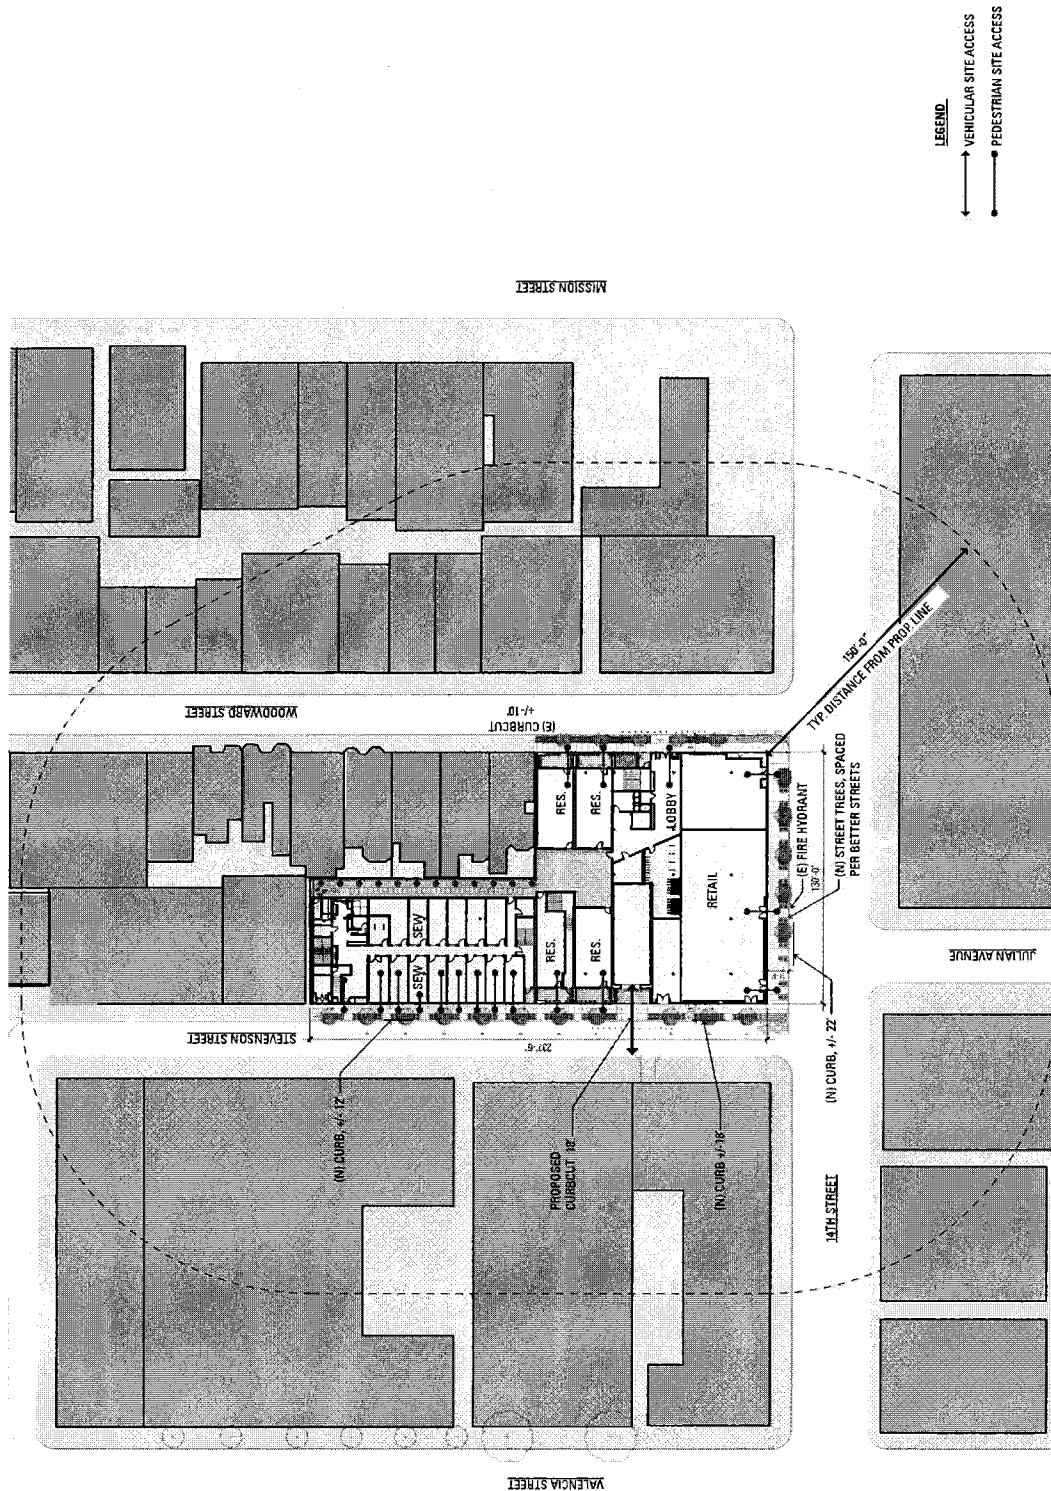 LEGEND
VEHICULAR SITE ACCESS
PEDESTRIAN SITE ACCESS
MISSION STREET
WOODWARD STREET
(E) CURBCUT
+/-10'
150'-0"
TYP. DISTANCE FROM PROP. LINE
RES.
RES.
LOBBY
(E) FIRE HYDRANT
130'-0"
(N) STREET TREES, SPACED
PER BETTER STREETS
SEW
SEW
RES.
RES.
RETAIL
JULIAN AVENUE
STEVENSON STREET
237'-6"
(N) CURB, +/- 22'
(N) CURB, +/- 12'
PROPOSED
CURBCUT 18'
(N) CURB +/-18'
14TH STREET
VALENCIA STREET